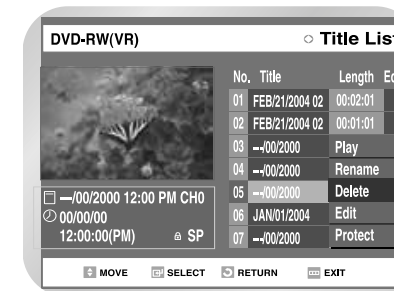 DVD-RW(VR) Title List
No. Title Length Ed
01 FEB/21/2004 02 00:02:01
02 FEB/21/2004 02 00:01:01
03 --/00/2000 Play
04 --/00/2000 Rename
05 --/00/2000 Delete
06 JAN/01/2004 Edit
07 --/00/2000 Protect
--/00/2000 12:00 PM CH0
00/00/00
12:00:00(PM) SP
MOVE SELECT RETURN EXIT